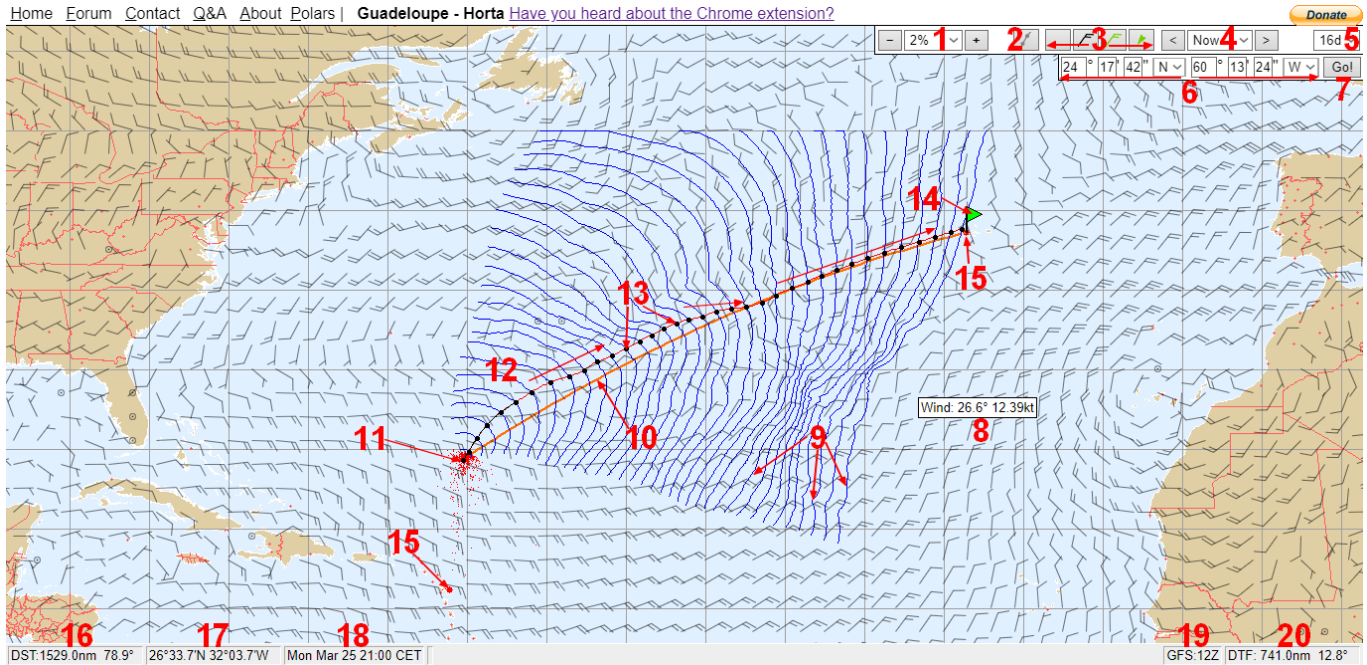 Home Forum Contact Q&A About Polars | Guadeloupe - Horta Have you heard about the Chrome extension? Donate
− 2% 1 + 2 3 < Now 4 > 16d 5
24 ° 17' 42" N 60 ° 13' 24" W Go!
6 7
14
15
13
12
Wind: 26.6° 12.39kt
8
11 10 9
15
16 17 18 19 20
DST:1529.0nm 78.9° 26°33.7'N 32°03.7'W Mon Mar 25 21:00 CET GFS:12Z DTF: 741.0nm 12.8°